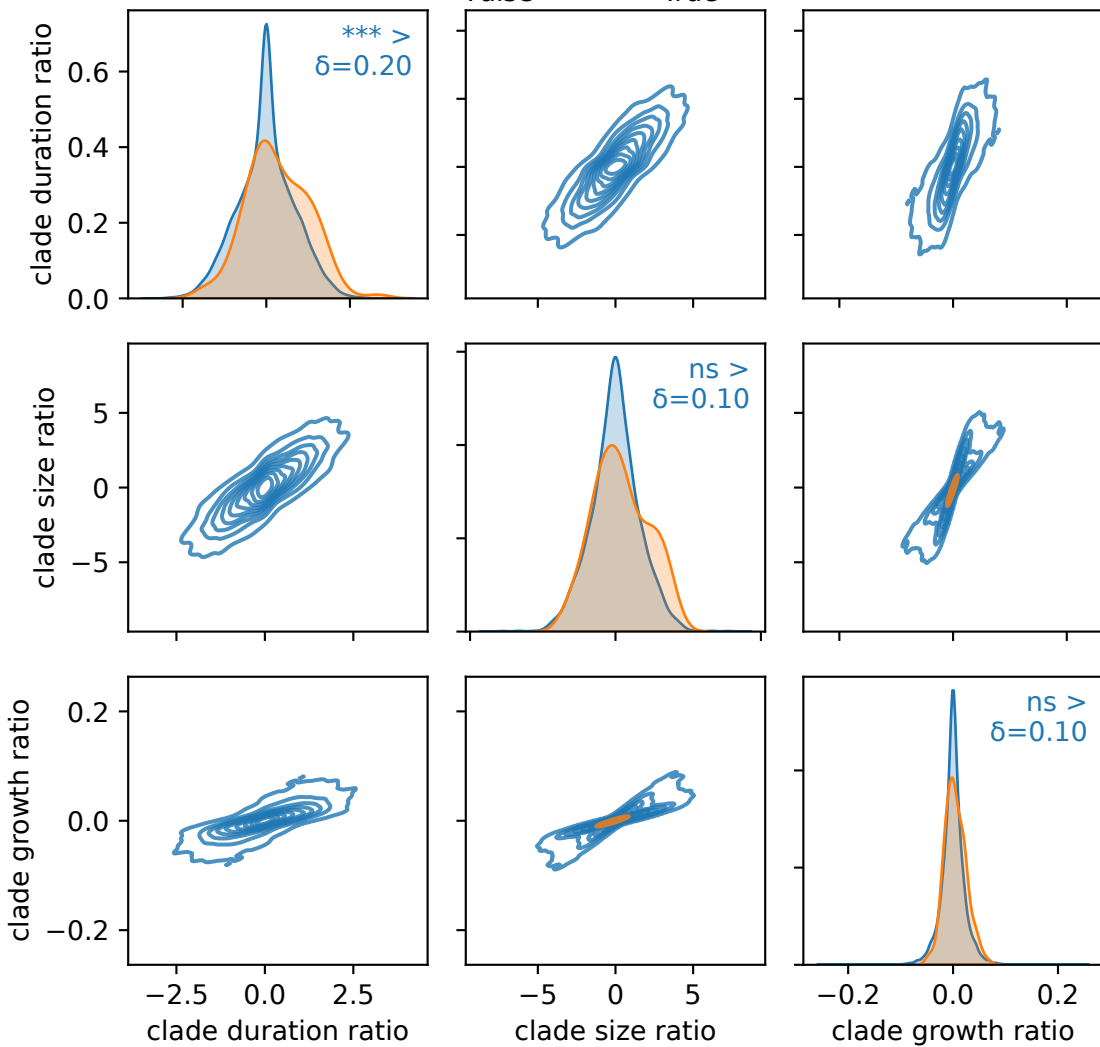 *** >
δ=0.20
clade duration ratio
0.6
0.4
0.2
0.0
ns >
δ=0.10
clade size ratio
5
0
−5
ns >
δ=0.10
clade growth ratio
0.2
0.0
−0.2
−2.5 0.0 2.5
−5 0 5
−0.2 0.0 0.2
clade duration ratio
clade size ratio
clade growth ratio